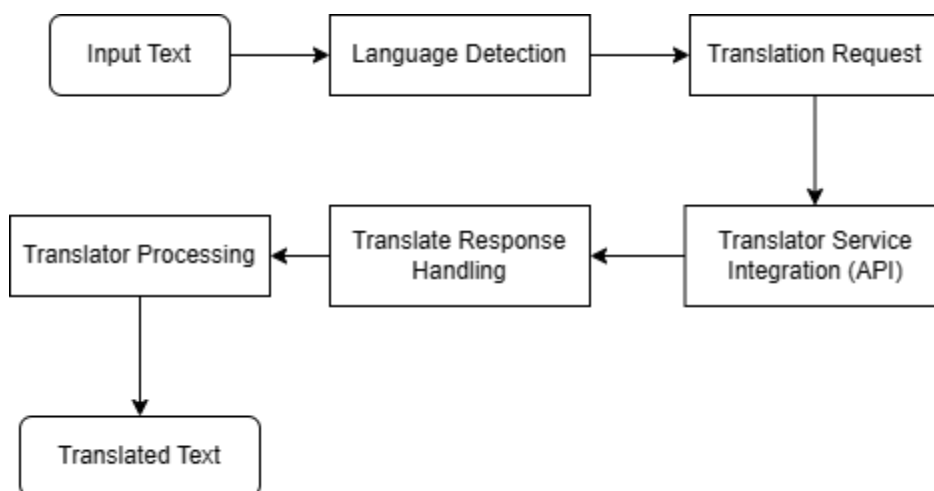 Input Text
Language Detection
Translation Request
Translator Service
Integration (API)
Translate Response
Handling
Translator Processing
Translated Text